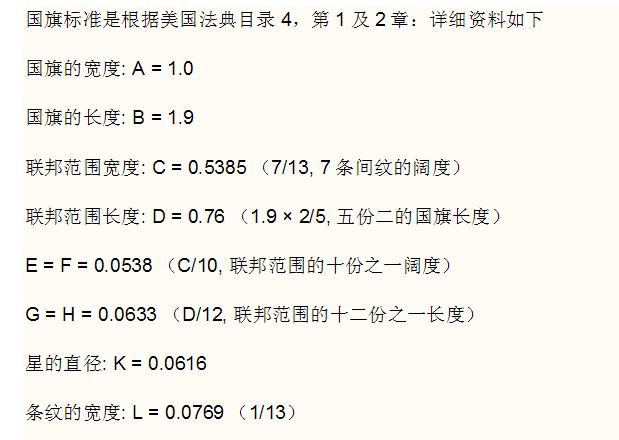 国旗标准是根据美国法典目录 4，第 1 及 2 章：详细资料如下
国旗的宽度: A = 1.0
国旗的长度: B = 1.9
联邦范围宽度: C = 0.5385 （7/13, 7 条间纹的阔度）
联邦范围长度: D = 0.76 （1.9 × 2/5, 五份二的国旗长度）
E = F = 0.0538 （C/10, 联邦范围的十份之一阔度）
G = H = 0.0633 （D/12, 联邦范围的十二份之一长度）
星的直径: K = 0.0616
条纹的宽度: L = 0.0769 （1/13）